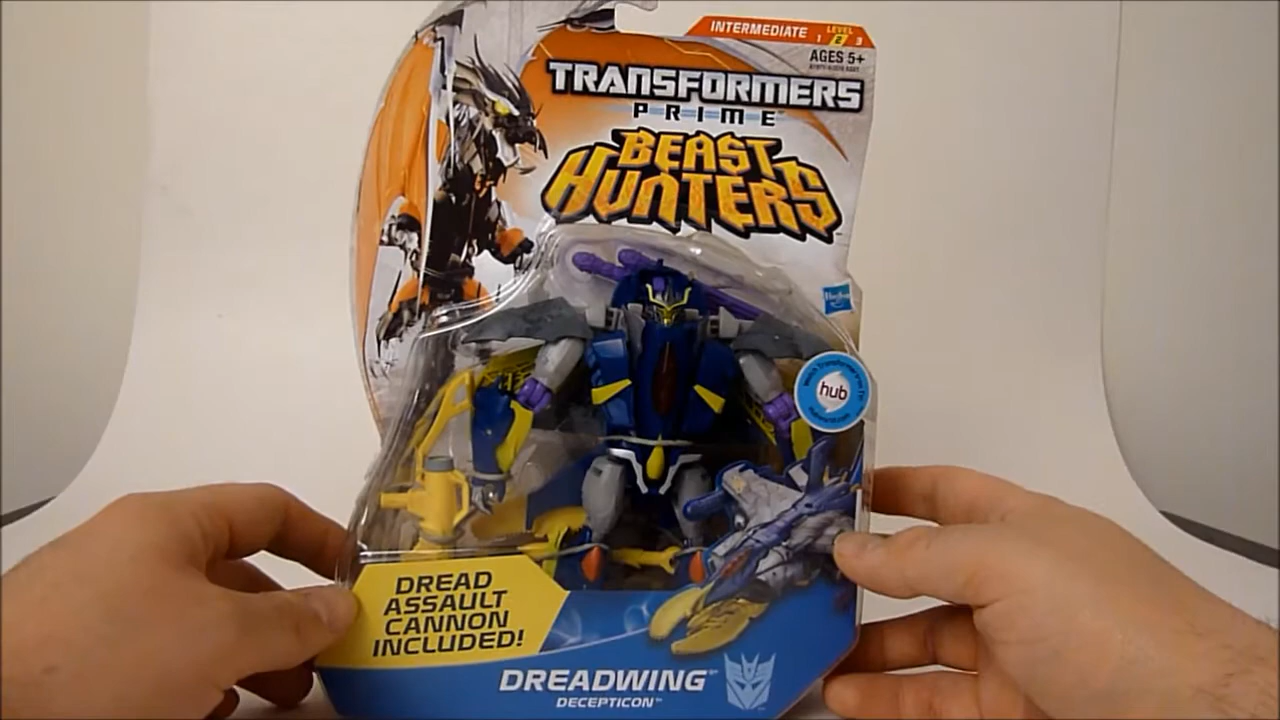 INTERMEDIATE
LEVEL
1 2 3
AGES 5+
TRANSFORMERS
PRIME
BEAST
HUNTERS
Hasbro
hub
DREAD
ASSAULT
CANNON
INCLUDED!
DREADWING
DECEPTICON